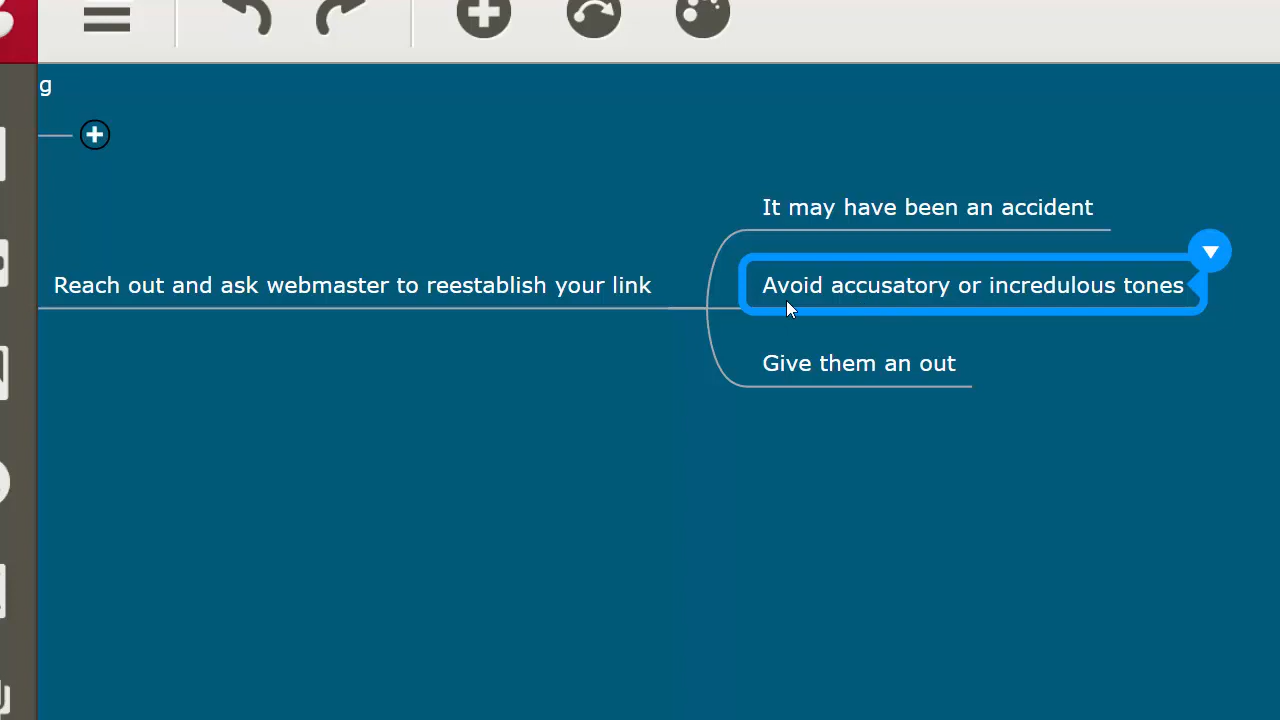 g
It may have been an accident
Reach out and ask webmaster to reestablish your link
Avoid accusatory or incredulous tones
Give them an out